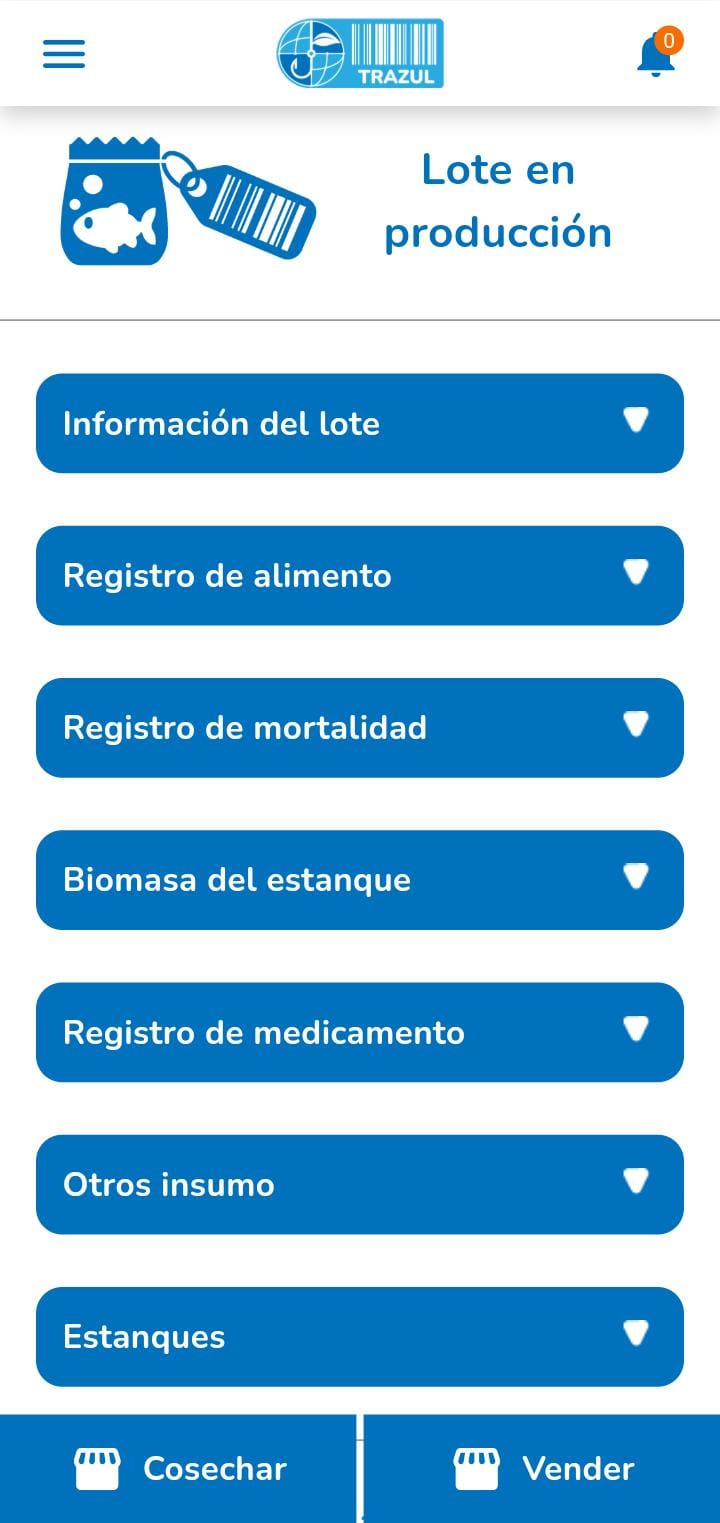 TRAZUL
0
Lote en
producción
Información del lote
Registro de alimento
Registro de mortalidad
Biomasa del estanque
Registro de medicamento
Otros insumo
Estanques
Cosechar
Vender